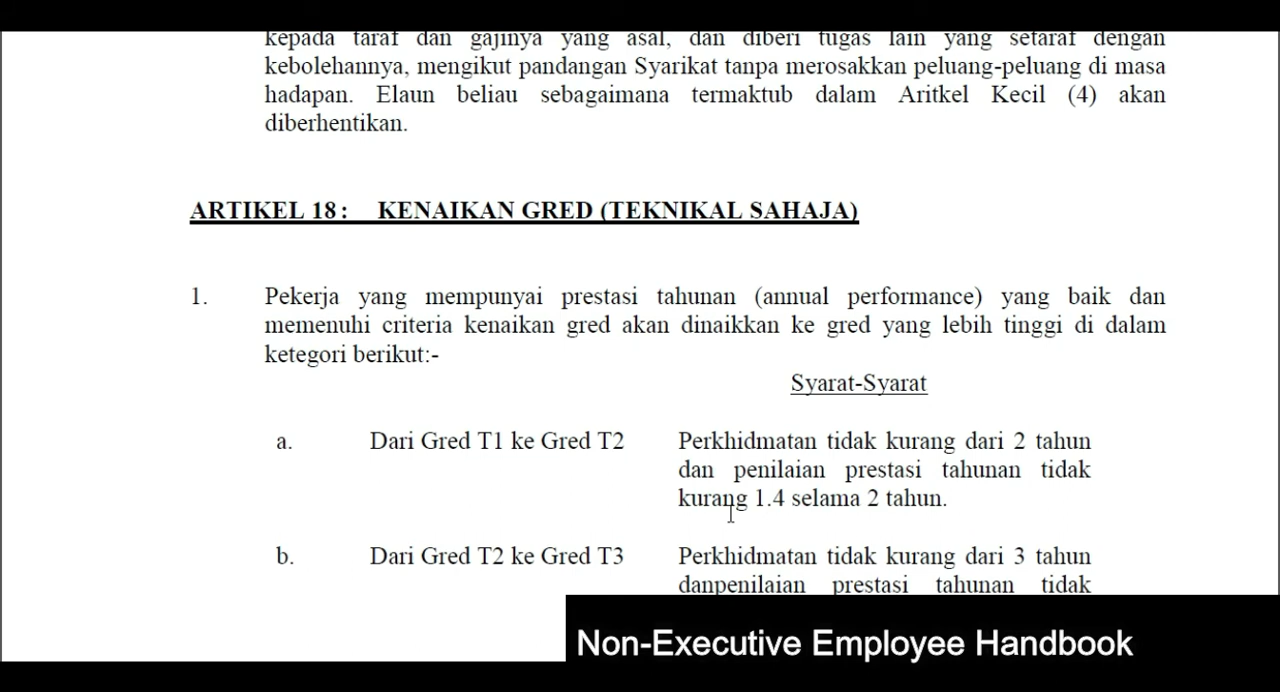 kepada taraf dan gajinya yang asal, dan diberi tugas lain yang setaraf dengan
kebolehannya, mengikut pandangan Syarikat tanpa merosakkan peluang-peluang di masa
hadapan. Elaun beliau sebagaimana termaktub dalam Aritkel Kecil (4) akan
diberhentikan.
ARTIKEL 18: KENAIKAN GRED (TEKNIKAL SAHAJA)
1. Pekerja yang mempunyai prestasi tahunan (annual performance) yang baik dan
memenuhi criteria kenaikan gred akan dinaikkan ke gred yang lebih tinggi di dalam
ketegori berikut:-
Syarat-Syarat
a. Dari Gred T1 ke Gred T2 Perkhidmatan tidak kurang dari 2 tahun
dan penilaian prestasi tahunan tidak
kurang 1.4 selama 2 tahun.
b. Dari Gred T2 ke Gred T3 Perkhidmatan tidak kurang dari 3 tahun
danpenilaian prestasi tahunan tidak
Non-Executive Employee Handbook